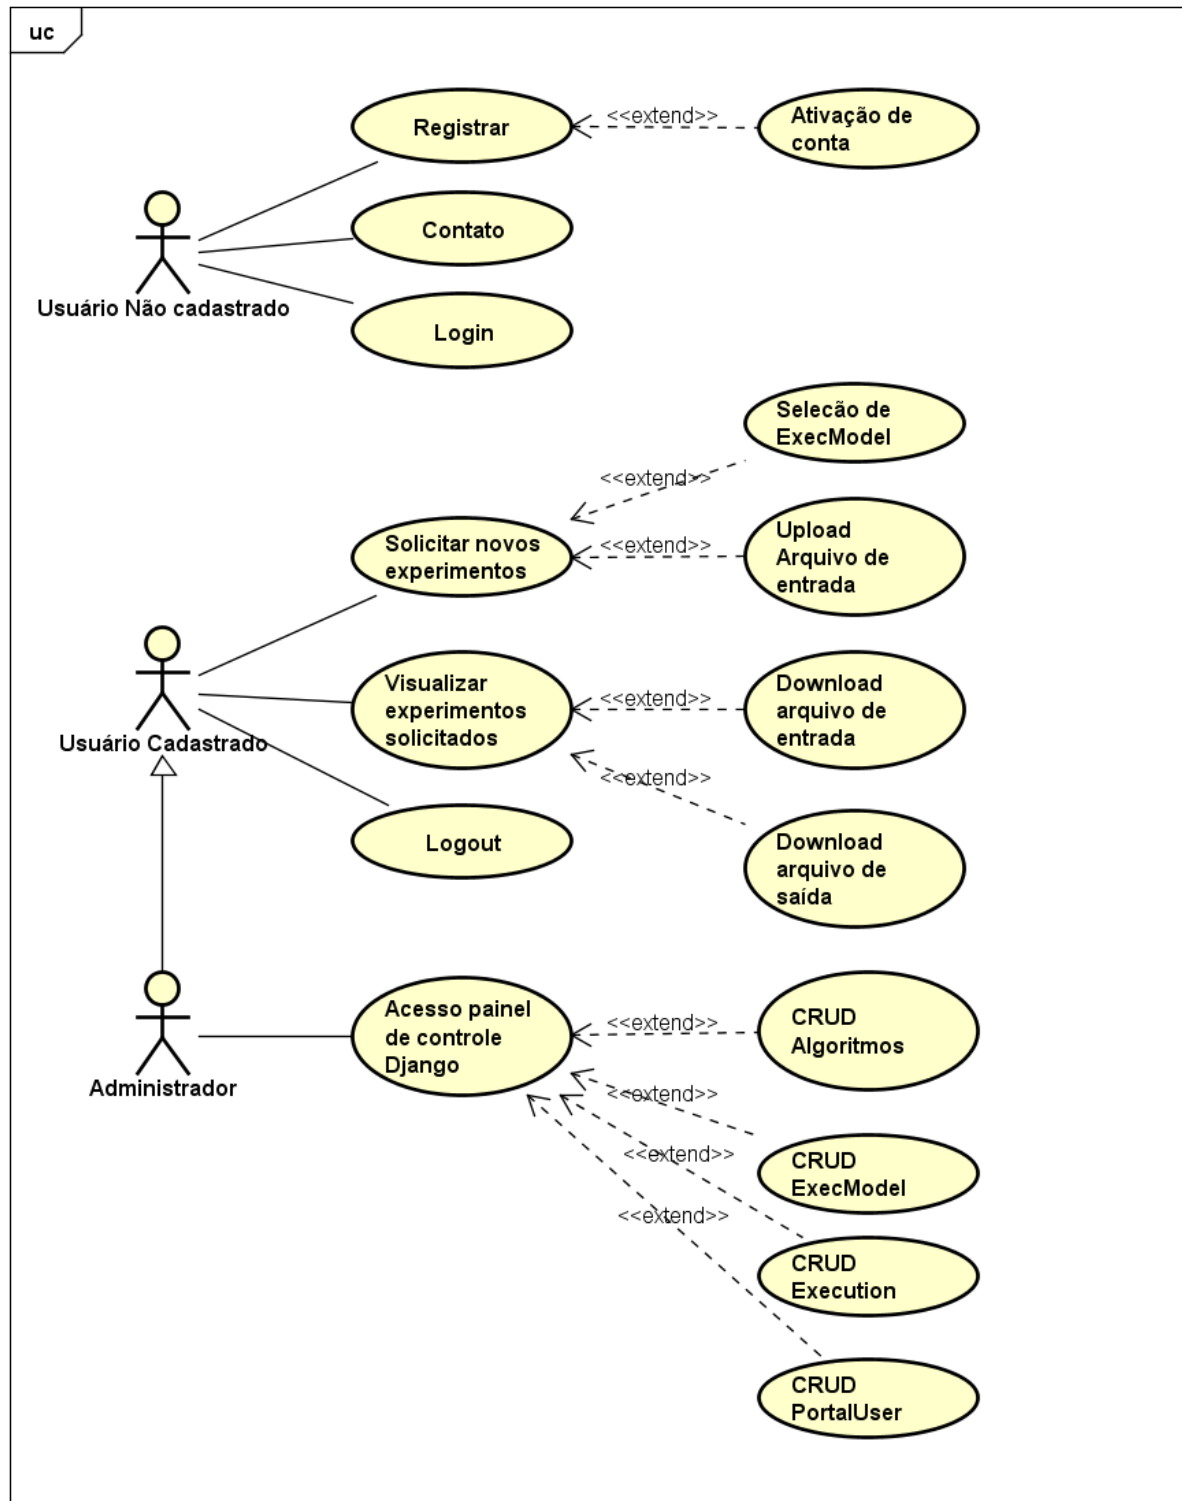 uc
Registrar
<<extend>>
Ativação de
conta
Contato
Usuário Não cadastrado
Login
Selecão de
ExecModel
<<extend>>
Solicitar novos
experimentos
<<extend>>
Upload
Arquivo de
entrada
Usuário Cadastrado
Visualizar
experimentos
solicitados
<<extend>>
Download
arquivo de
entrada
<<extend>>
Logout
Download
arquivo de
saída
Administrador
Acesso painel
de controle
Django
<<extend>>
CRUD
Algoritmos
<<extend>>
CRUD
ExecModel
<<extend>>
CRUD
Execution
<<extend>>
CRUD
PortalUser